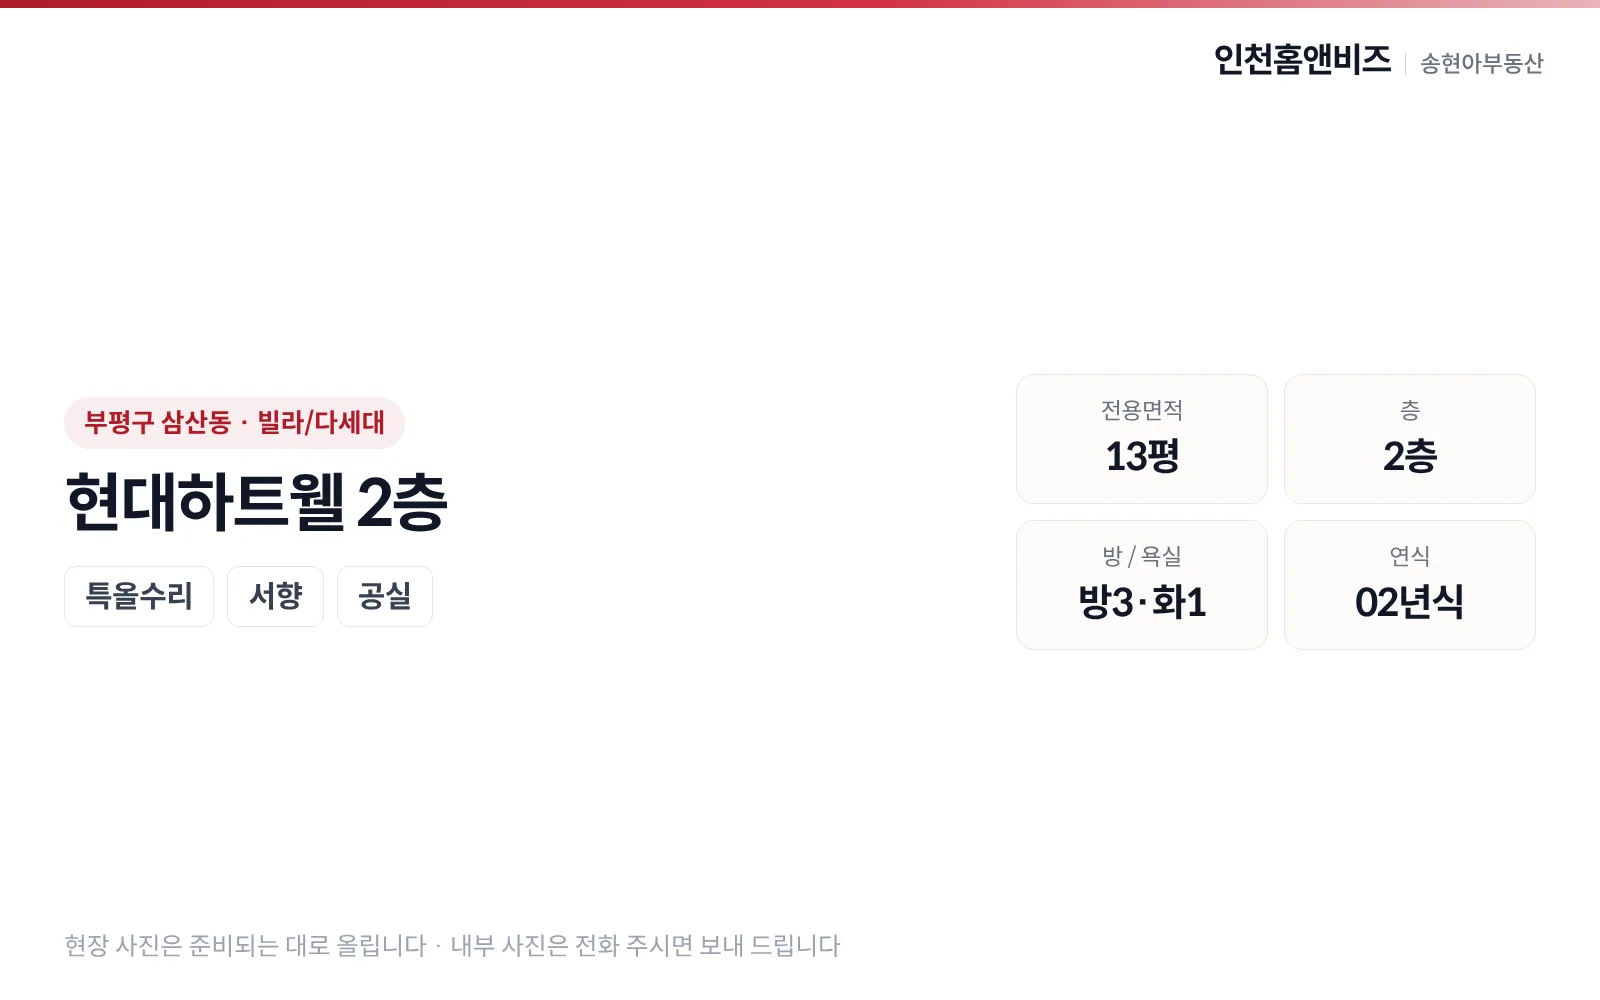 인천홈앤비즈 송현아부동산
부평구 삼산동 · 빌라/다세대
현대하트웰 2층
특올수리 서향 공실
전용면적
13평
층
2층
방 / 욕실
방3·화1
연식
02년식
현장 사진은 준비되는 대로 올립니다 · 내부 사진은 전화 주시면 보내 드립니다